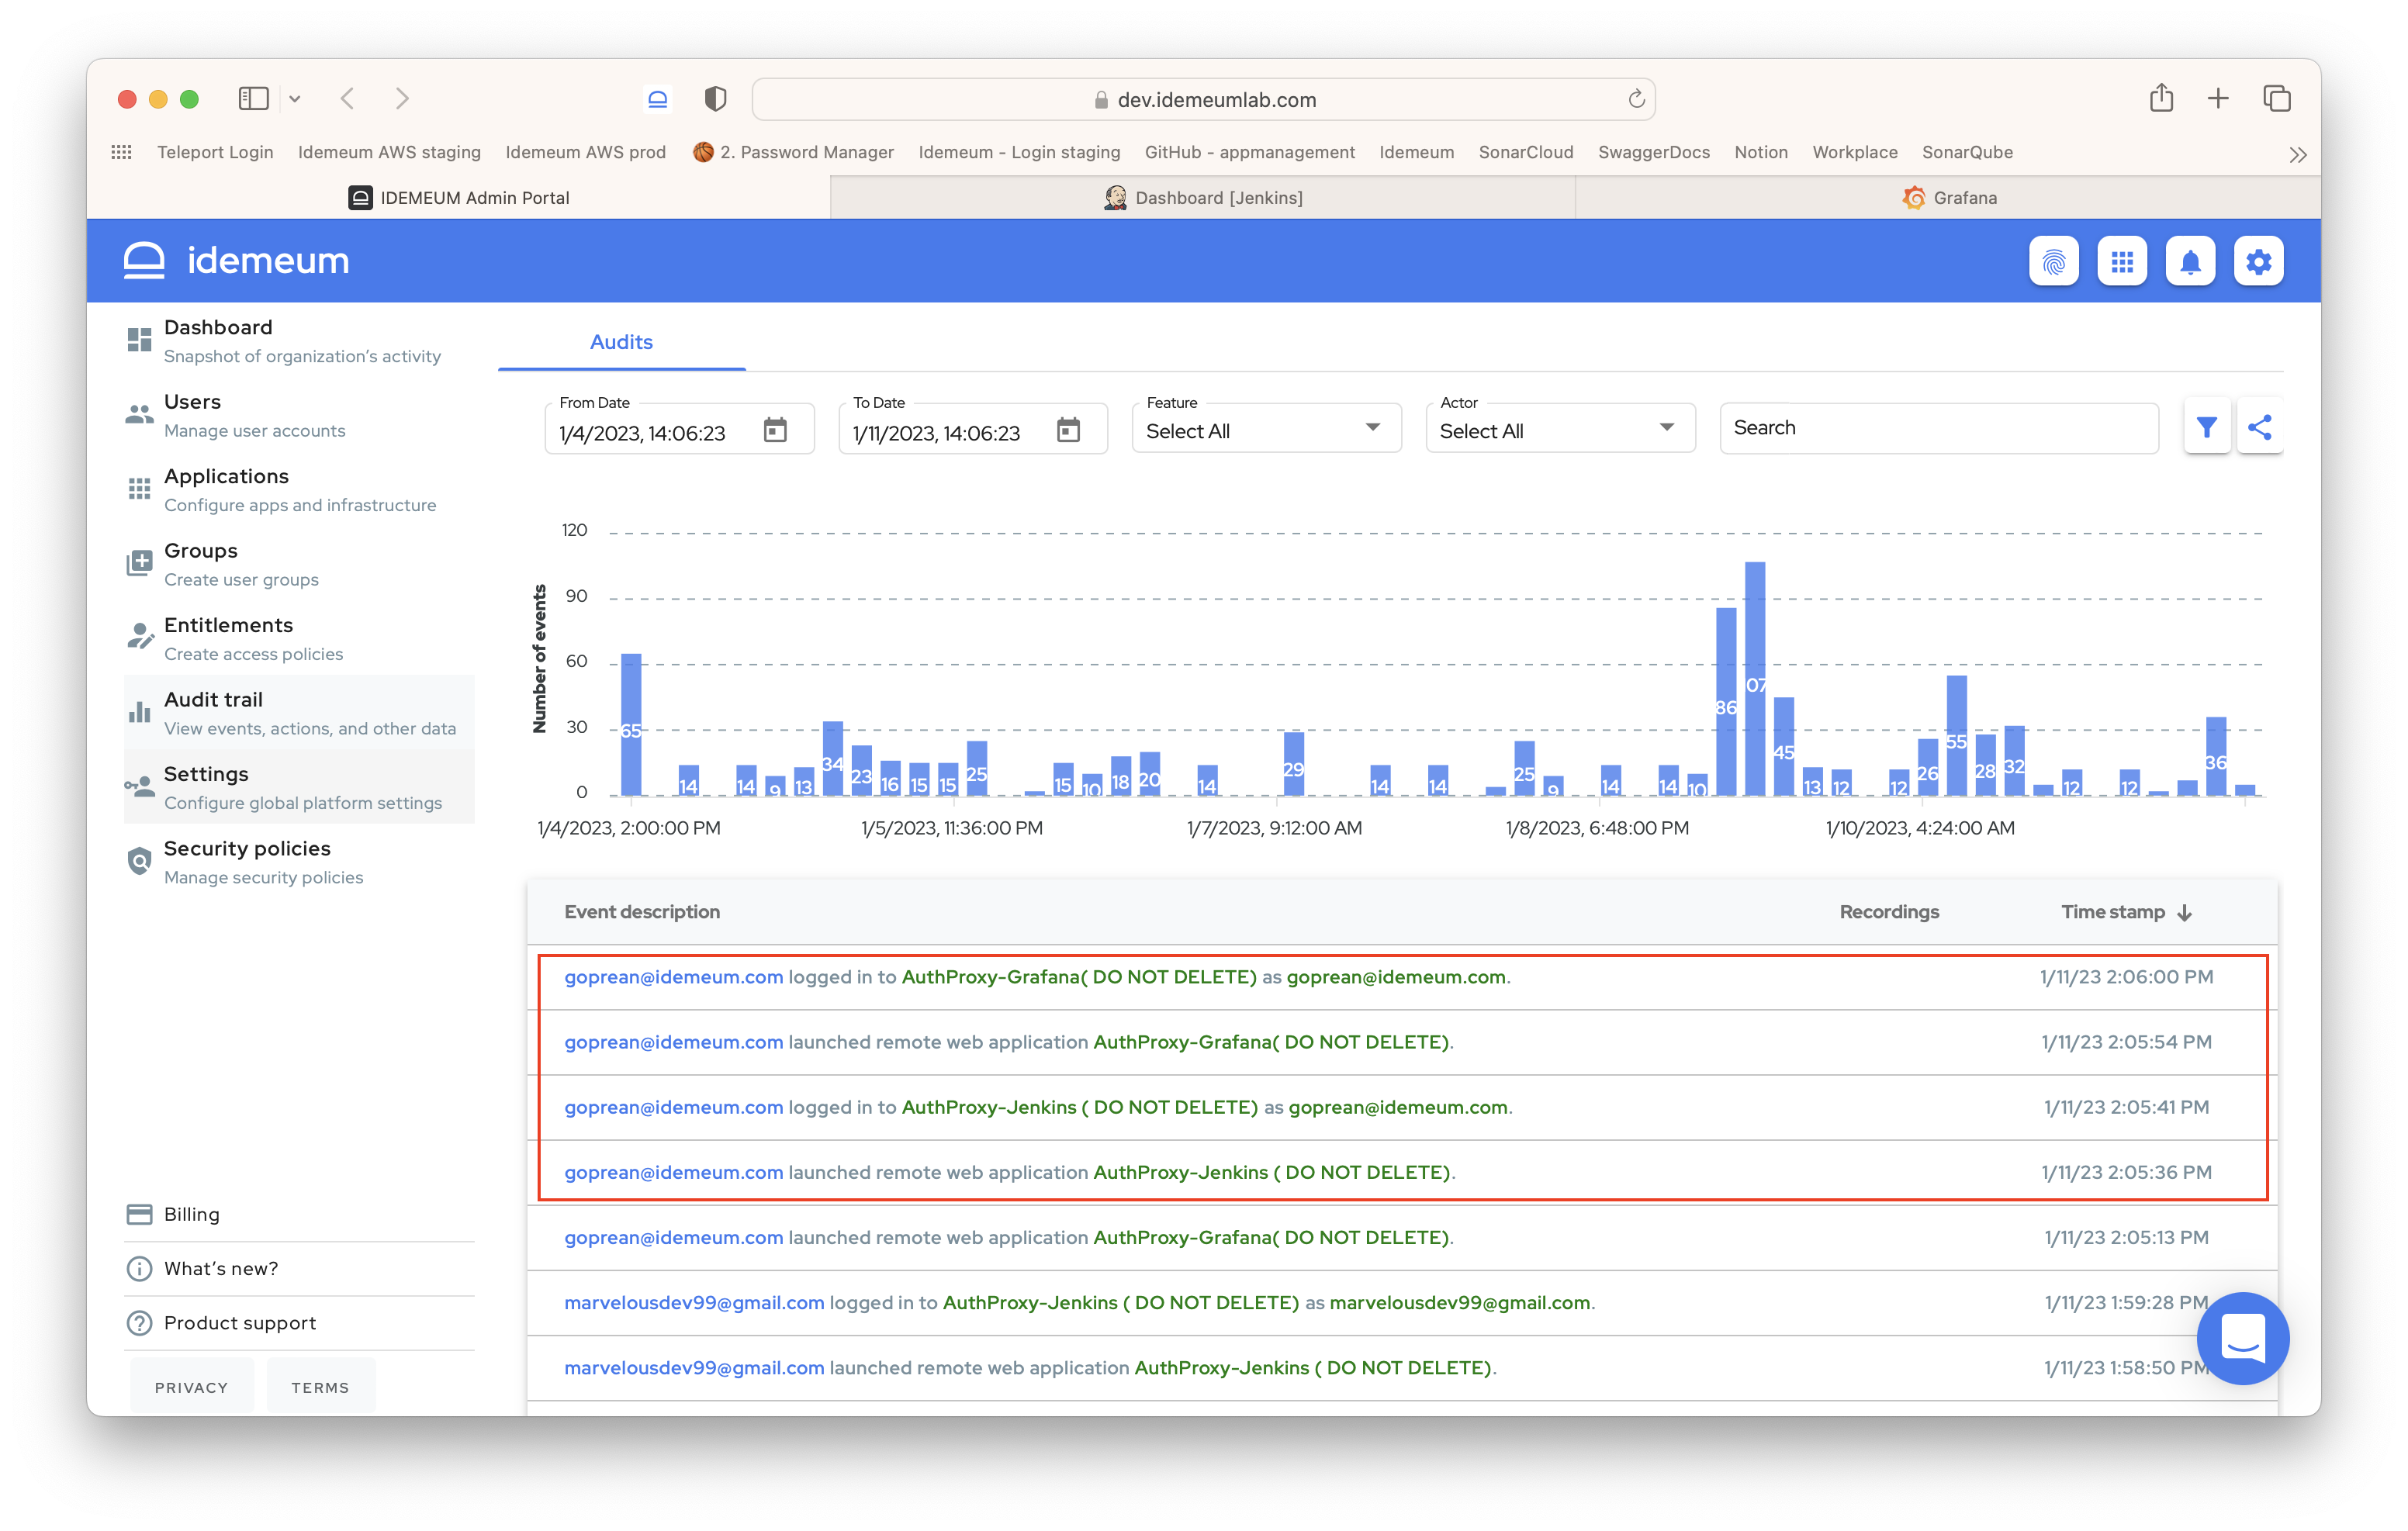 dev.idemeumlab.com
Teleport Login Idemeum AWS staging Idemeum AWS prod 2. Password Manager Idemeum - Login staging GitHub - appmanagement Idemeum SonarCloud SwaggerDocs Notion Workplace SonarQube
IDEMEUM Admin Portal Dashboard [Jenkins] Grafana
idemeum
Dashboard
Snapshot of organization's activity
Users
Manage user accounts
Applications
Configure apps and infrastructure
Groups
Create user groups
Entitlements
Create access policies
Audit trail
View events, actions, and other data
Settings
Configure global platform settings
Security policies
Manage security policies
Billing
What's new?
Product support
PRIVACY TERMS
Audits
From Date To Date Feature Actor
1/4/2023, 14:06:23 1/11/2023, 14:06:23 Select All Select All Search
Number of events
120
90
60
30
0
65 14 14 9 13 34 23 16 15 15 25 15 10 18 20 14 29 14 14 25 9 14 14 10 86 07 45 13 12 12 26 55 28 32 12 12 36
1/4/2023, 2:00:00 PM 1/5/2023, 11:36:00 PM 1/7/2023, 9:12:00 AM 1/8/2023, 6:48:00 PM 1/10/2023, 4:24:00 AM
Event description Recordings Time stamp
goprean@idemeum.com logged in to AuthProxy-Grafana( DO NOT DELETE) as goprean@idemeum.com. 1/11/23 2:06:00 PM
goprean@idemeum.com launched remote web application AuthProxy-Grafana( DO NOT DELETE). 1/11/23 2:05:54 PM
goprean@idemeum.com logged in to AuthProxy-Jenkins ( DO NOT DELETE) as goprean@idemeum.com. 1/11/23 2:05:41 PM
goprean@idemeum.com launched remote web application AuthProxy-Jenkins ( DO NOT DELETE). 1/11/23 2:05:36 PM
goprean@idemeum.com launched remote web application AuthProxy-Grafana( DO NOT DELETE). 1/11/23 2:05:13 PM
marvelousdev99@gmail.com logged in to AuthProxy-Jenkins ( DO NOT DELETE) as marvelousdev99@gmail.com. 1/11/23 1:59:28 PM
marvelousdev99@gmail.com launched remote web application AuthProxy-Jenkins ( DO NOT DELETE). 1/11/23 1:58:50 PM